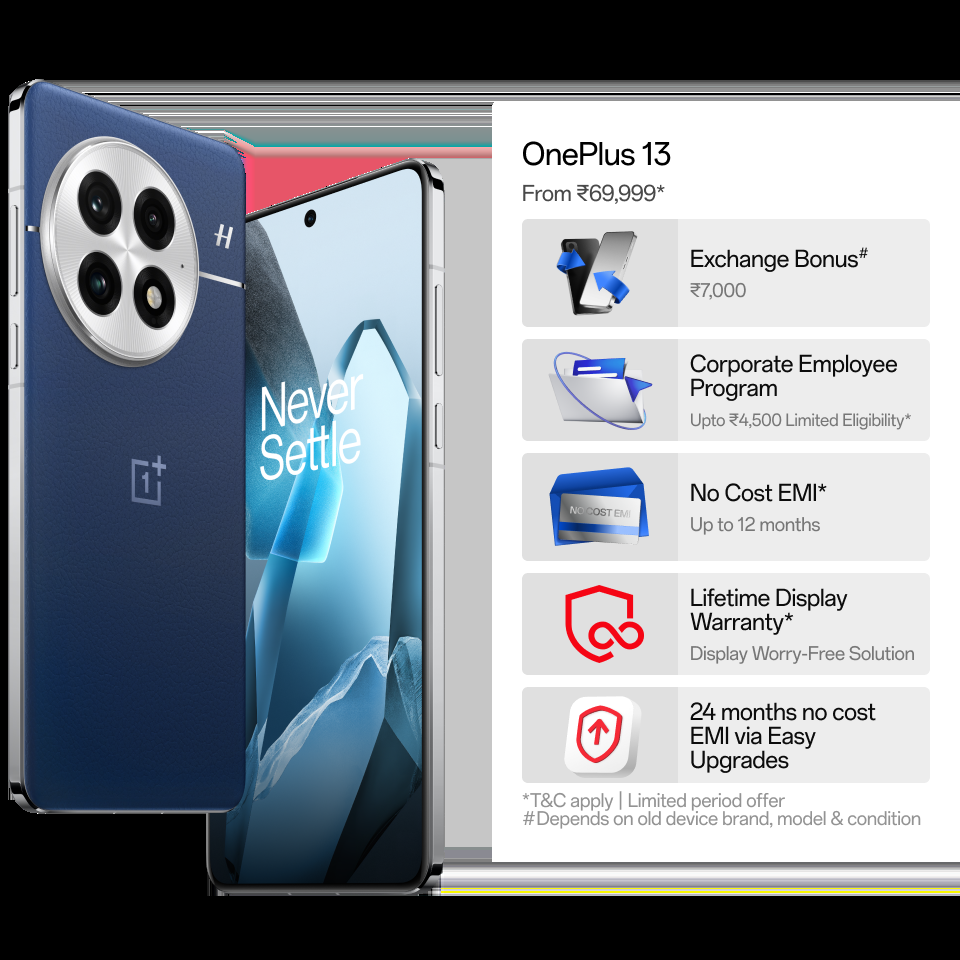 H
1+
Never
Settle
OnePlus 13
From ₹69,999*
Exchange Bonus#
₹7,000
Corporate Employee
Program
Upto ₹4,500 Limited Eligibility*
NO COST EMI
No Cost EMI*
Up to 12 months
Lifetime Display
Warranty*
Display Worry-Free Solution
24 months no cost
EMI via Easy
Upgrades
*T&C apply | Limited period offer
#Depends on old device brand, model & condition